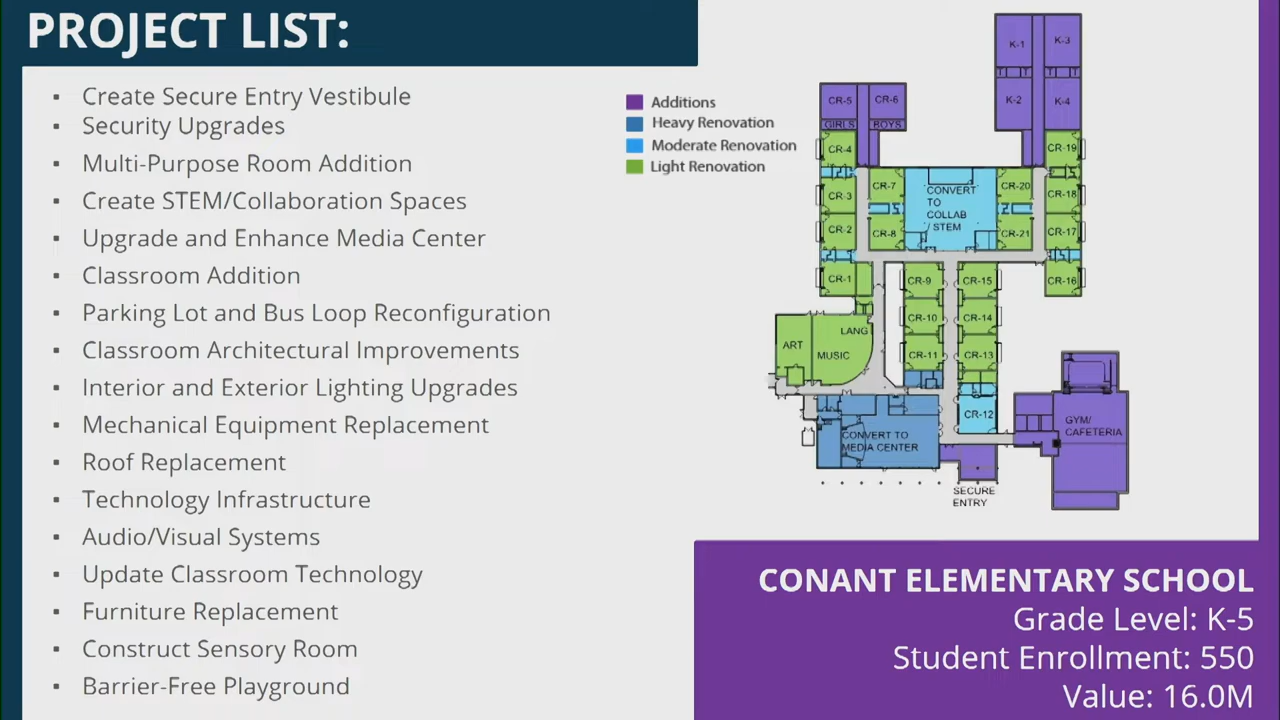 PROJECT LIST:
▪ Create Secure Entry Vestibule
▪ Security Upgrades
▪ Multi-Purpose Room Addition
▪ Create STEM/Collaboration Spaces
▪ Upgrade and Enhance Media Center
▪ Classroom Addition
▪ Parking Lot and Bus Loop Reconfiguration
▪ Classroom Architectural Improvements
▪ Interior and Exterior Lighting Upgrades
▪ Mechanical Equipment Replacement
▪ Roof Replacement
▪ Technology Infrastructure
▪ Audio/Visual Systems
▪ Update Classroom Technology
▪ Furniture Replacement
▪ Construct Sensory Room
▪ Barrier-Free Playground
Additions
Heavy Renovation
Moderate Renovation
Light Renovation
K-1
K-3
K-2
K-4
CR-5
CR-6
GIRLS
BOYS
CR-4
CR-19
CR-3
CR-7
CONVERT
TO
COLLAB
STEM
CR-20
CR-18
CR-2
CR-8
CR-21
CR-17
CR-1
CR-9
CR-15
CR-16
CR-10
CR-14
LANG
ART
MUSIC
CR-11
CR-13
CR-12
GYM/
CAFETERIA
CONVERT TO
MEDIA CENTER
SECURE
ENTRY
CONANT ELEMENTARY SCHOOL
Grade Level: K-5
Student Enrollment: 550
Value: 16.0M